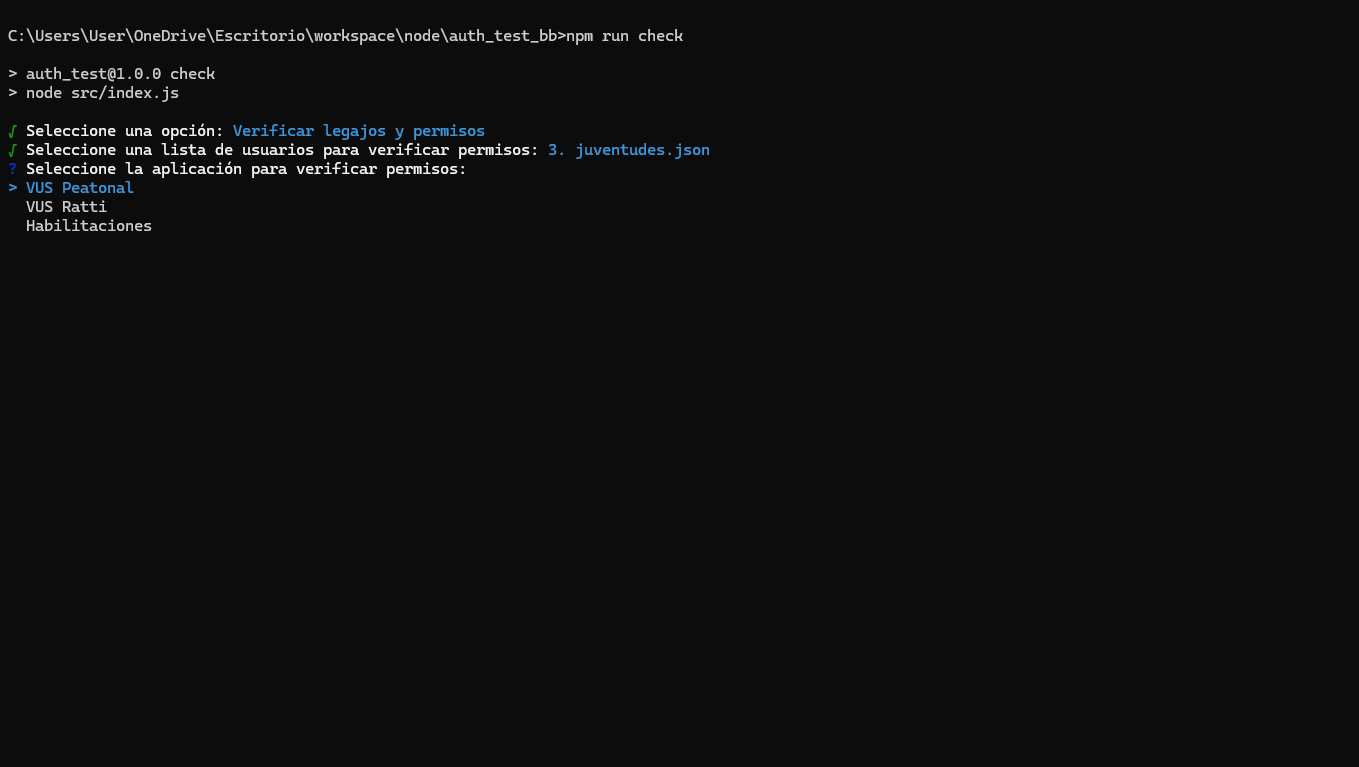 C:\Users\User\OneDrive\Escritorio\workspace\node\auth_test_bb>npm run check
> auth_test@1.0.0 check
> node src/index.js
√ Seleccione una opción: Verificar legajos y permisos
√ Seleccione una lista de usuarios para verificar permisos: 3. juventudes.json
? Seleccione la aplicación para verificar permisos:
> VUS Peatonal
VUS Ratti
Habilitaciones